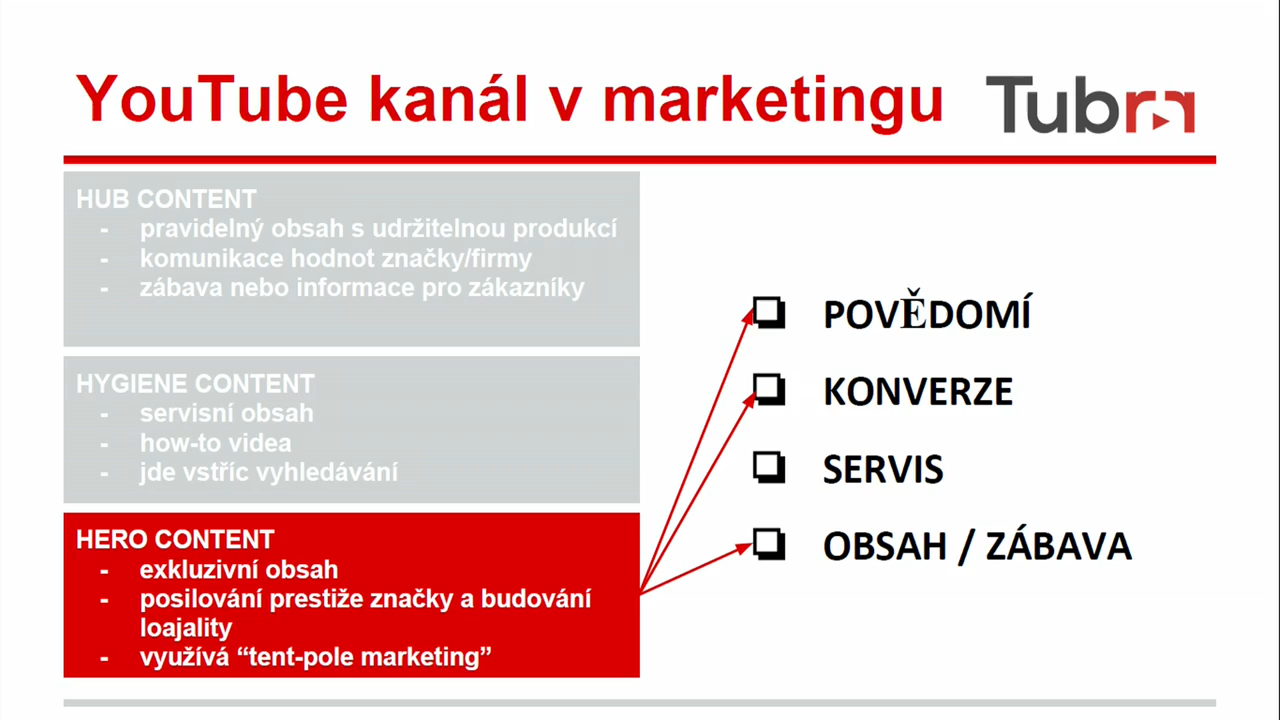 YouTube kanál v marketingu
Tubrr
HUB CONTENT
- pravidelný obsah s udržitelnou produkcí
- komunikace hodnot značky/firmy
- zábava nebo informace pro zákazníky
HYGIENE CONTENT
- servisní obsah
- how-to videa
- jde vstříc vyhledávání
HERO CONTENT
- exkluzivní obsah
- posilování prestiže značky a budování
loajality
- využívá “tent-pole marketing”
POVĚDOMÍ
KONVERZE
SERVIS
OBSAH / ZÁBAVA